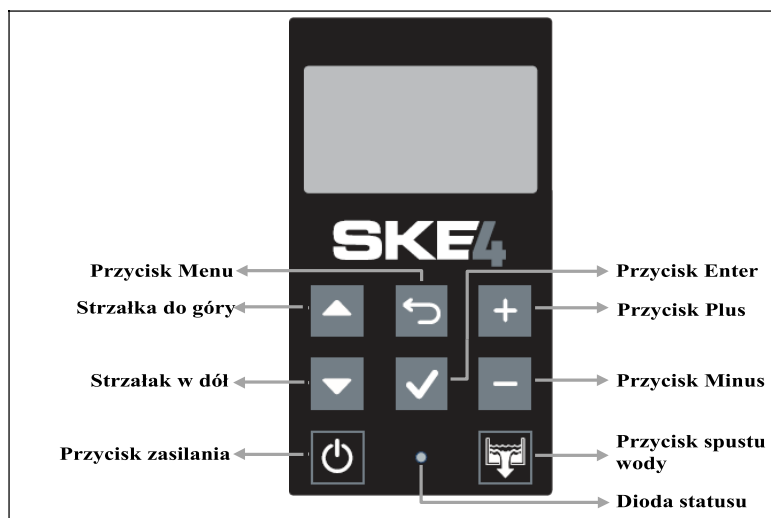 SKE4
Przycisk Menu
Przycisk Enter
Strzałka do góry
Przycisk Plus
Strzałak w dół
Przycisk Minus
Przycisk zasilania
Przycisk spustu
wody
Dioda statusu